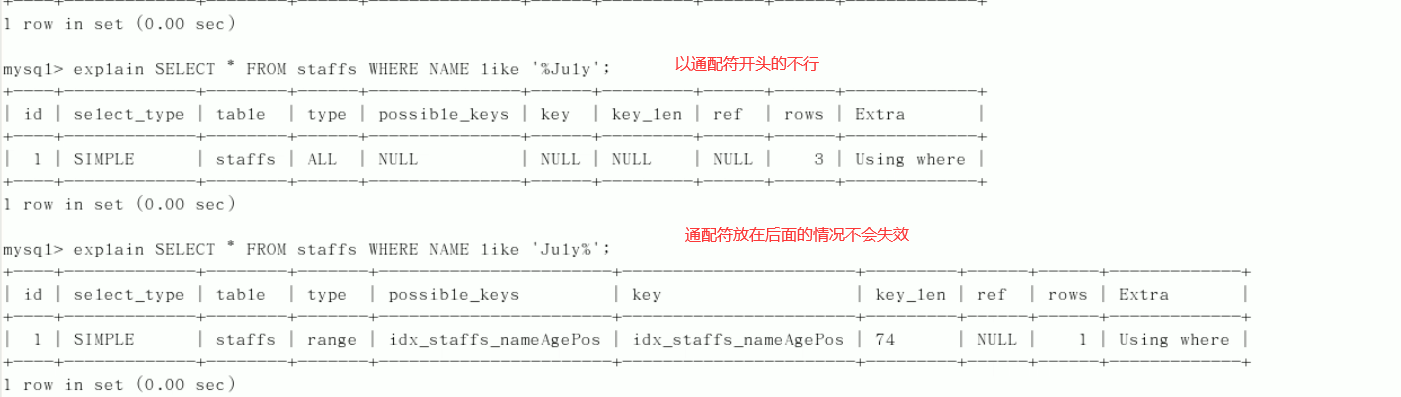 +----+-------------+--------+------+---------------+------+---------+------+------+-------------+
1 row in set (0.00 sec)
mysql> explain SELECT * FROM staffs WHERE NAME like '%July'; 以通配符开头的不行
+----+-------------+--------+------+---------------+------+---------+------+------+-------------+
| id | select_type | table | type | possible_keys | key | key_len | ref | rows | Extra |
+----+-------------+--------+------+---------------+------+---------+------+------+-------------+
| 1 | SIMPLE | staffs | ALL | NULL | NULL | NULL | NULL | 3 | Using where |
+----+-------------+--------+------+---------------+------+---------+------+------+-------------+
1 row in set (0.00 sec)
mysql> explain SELECT * FROM staffs WHERE NAME like 'July%'; 通配符放在后面的情况不会失效
+----+-------------+--------+-------+-----------------------+-----------------------+---------+------+------+-------------+
| id | select_type | table | type | possible_keys | key | key_len | ref | rows | Extra |
+----+-------------+--------+-------+-----------------------+-----------------------+---------+------+------+-------------+
| 1 | SIMPLE | staffs | range | idx_staffs_nameAgePos | idx_staffs_nameAgePos | 74 | NULL | 1 | Using where |
+----+-------------+--------+-------+-----------------------+-----------------------+---------+------+------+-------------+
1 row in set (0.00 sec)